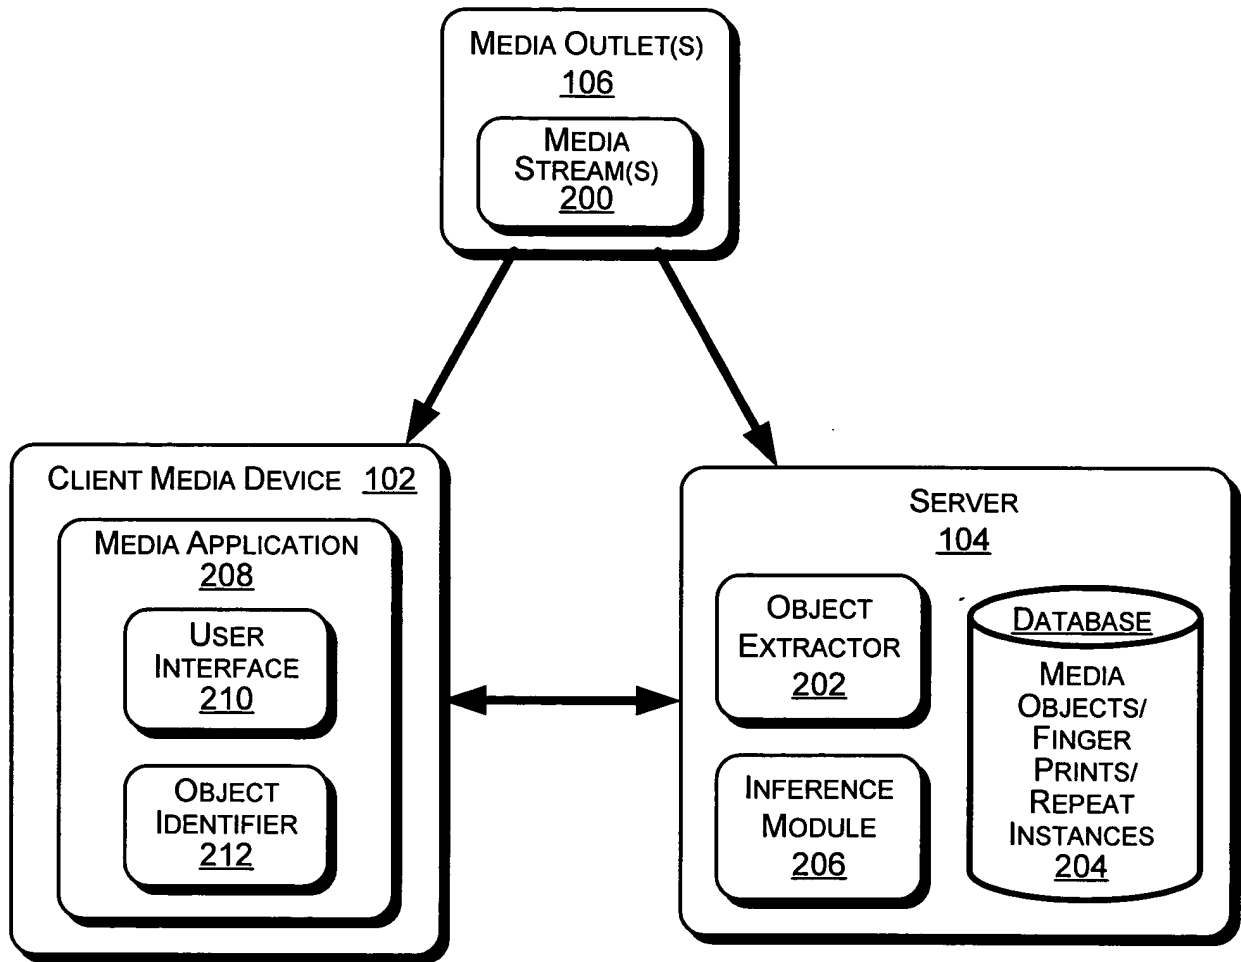 MEDIA OUTLET(S)
106
MEDIA
STREAM(S)
200
CLIENT MEDIA DEVICE 102
MEDIA APPLICATION
208
USER
INTERFACE
210
OBJECT
IDENTIFIER
212
SERVER
104
OBJECT
EXTRACTOR
202
INFERENCE
MODULE
206
DATABASE
MEDIA
OBJECTS/
FINGER
PRINTS/
REPEAT
INSTANCES
204